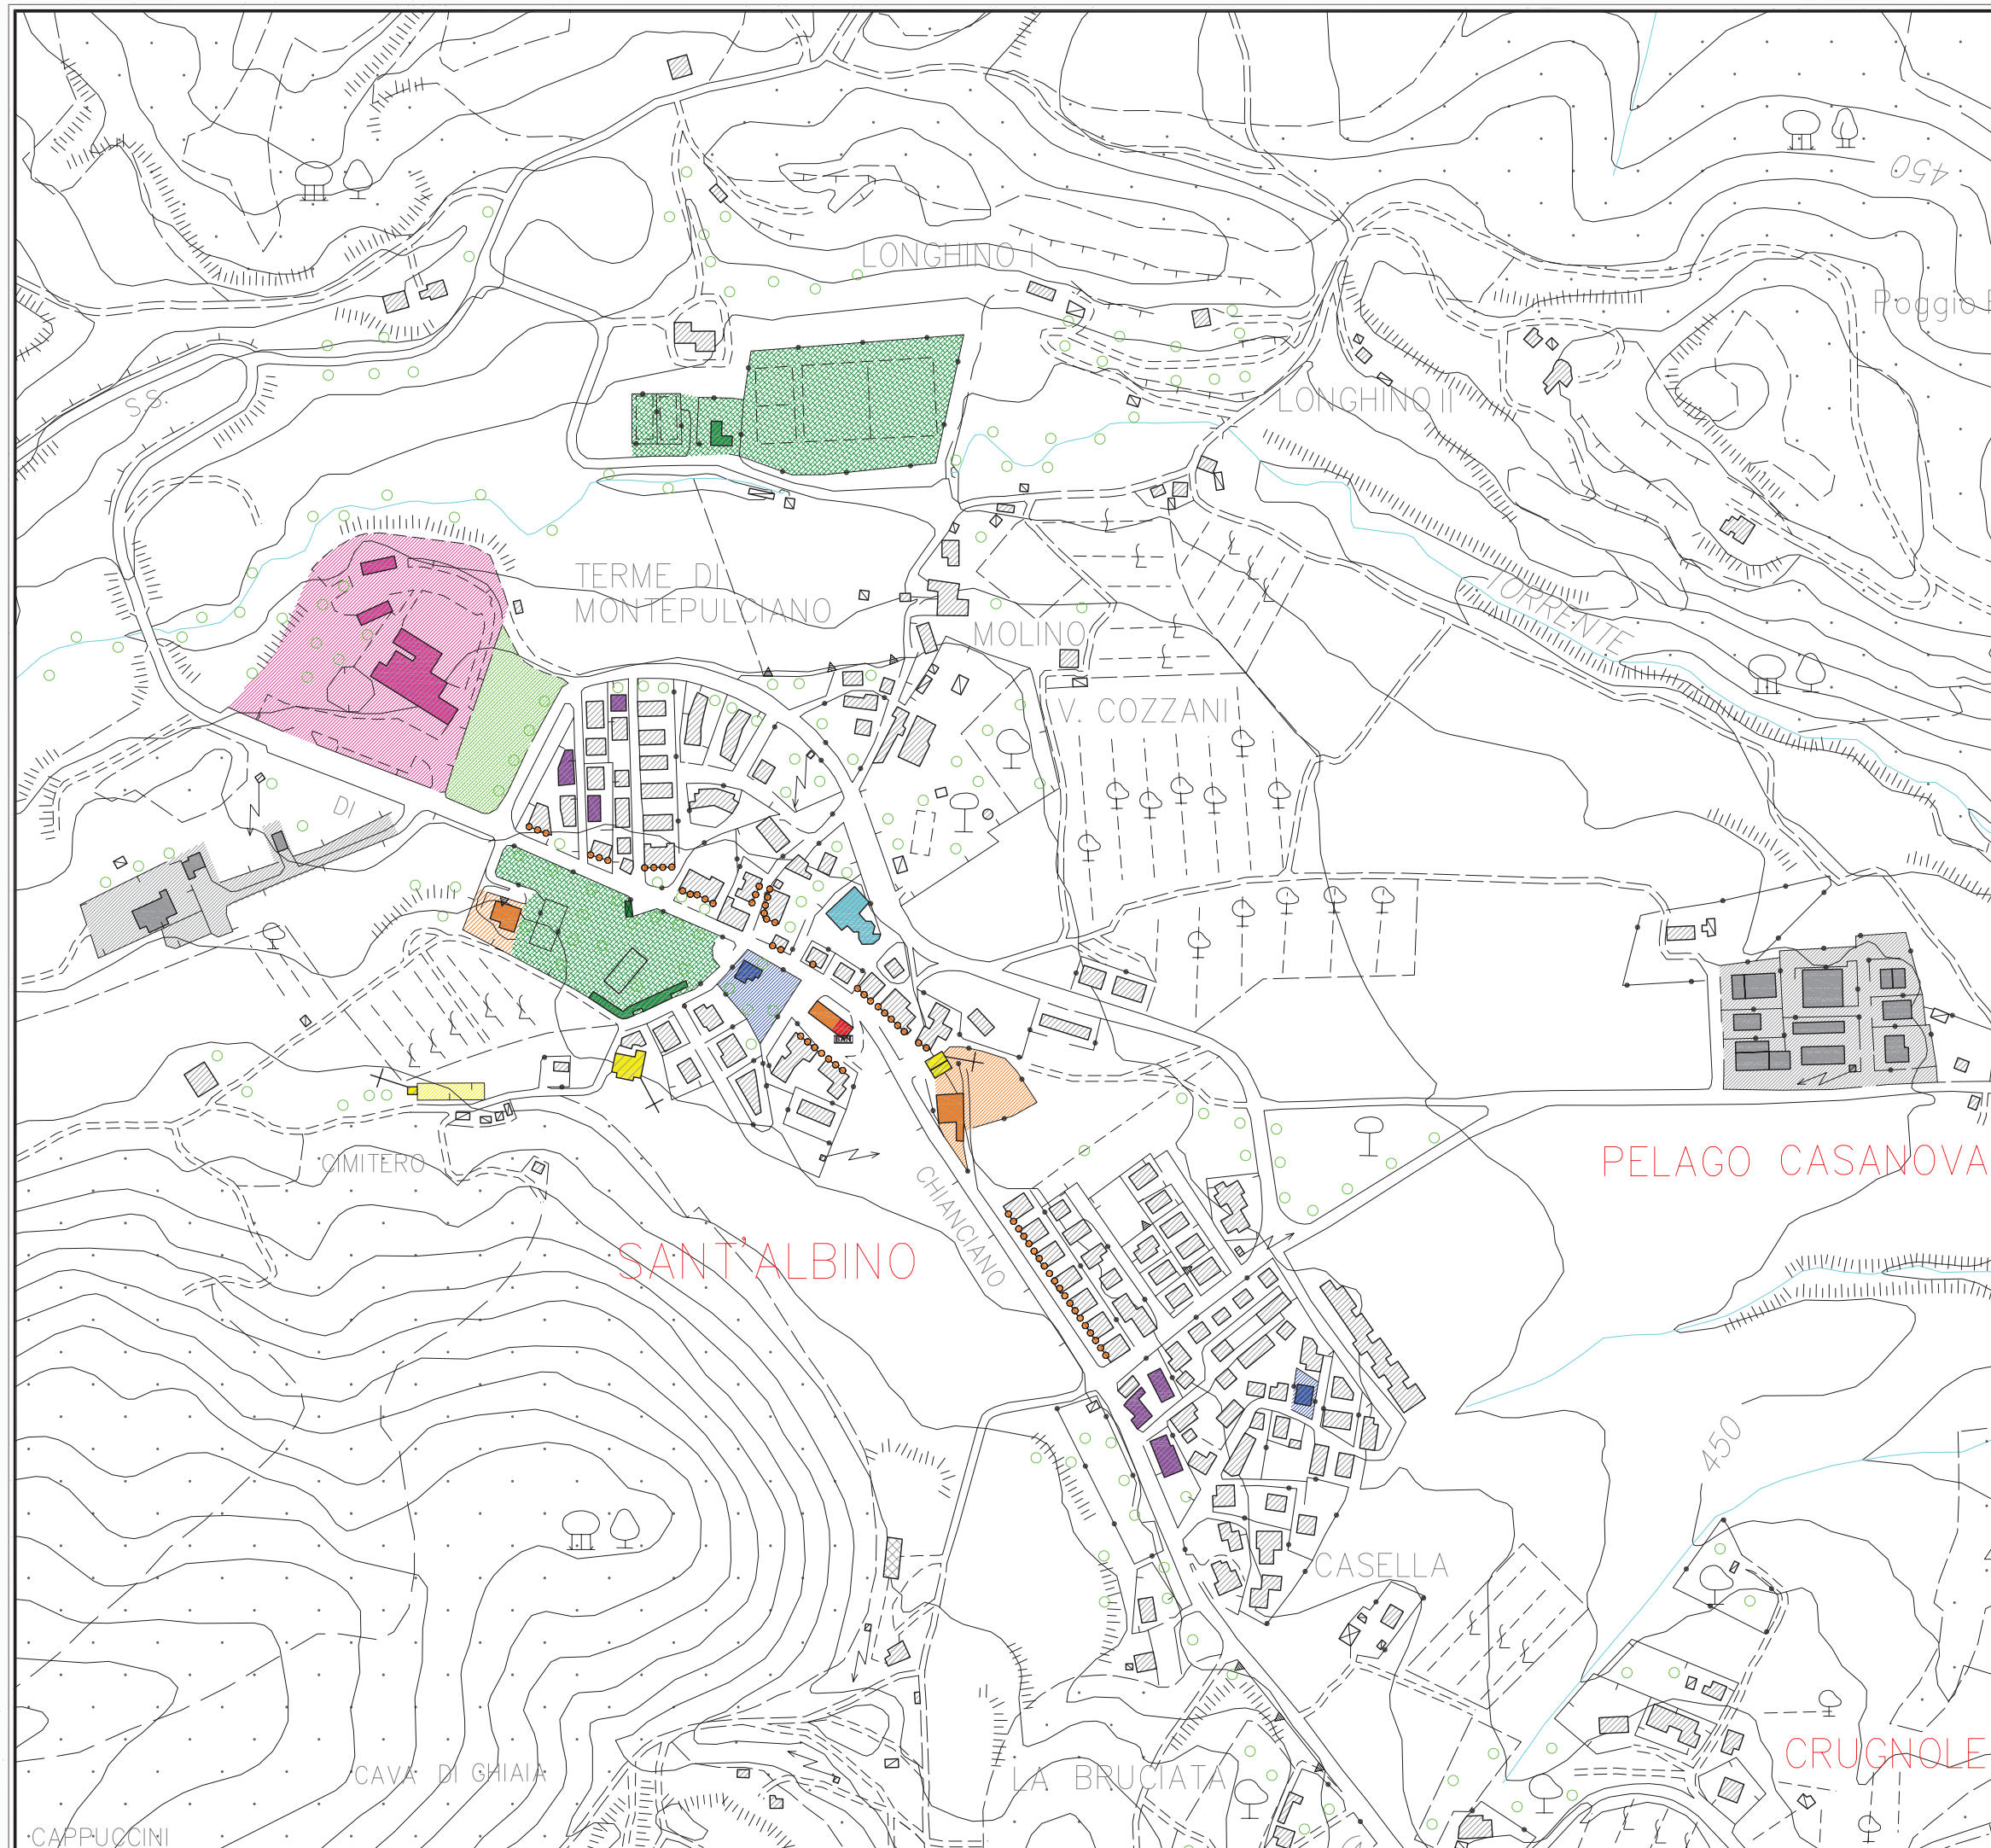 450
LONGHINO I
S.S.
LONGHINO II
TERME DI
MONTEPULCIANO
TORRENTE
MOLINO
V. COZZANI
DI
CIMITERO
PELAGO CASANOVA
CHIANCIANO
SANT'ALBINO
450
CASELLA
CRUGNOLE
CAVA DI GHIAIA
LA BRUCIATA
CAPPUCCINI
Poggio